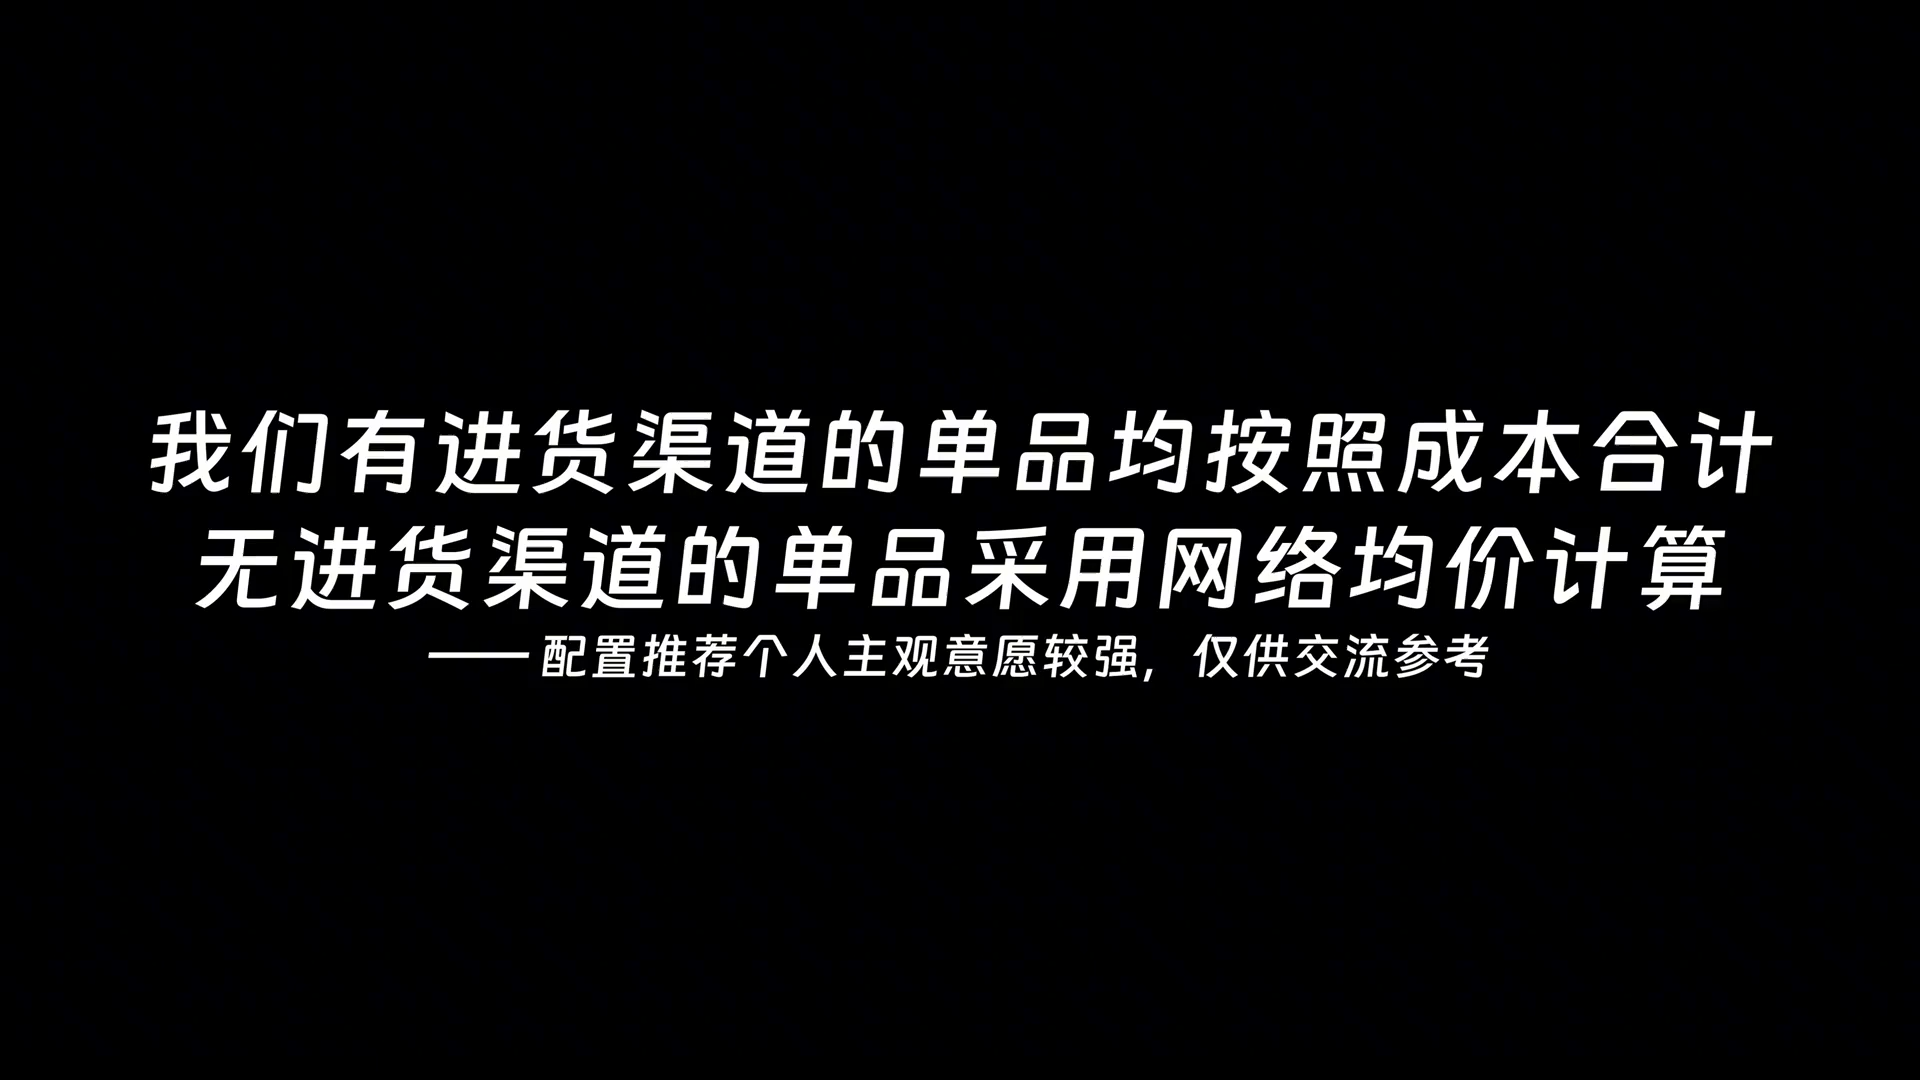 我们有进货渠道的单品均按照成本合计
无进货渠道的单品采用网络均价计算
——配置推荐个人主观意愿较强，仅供交流参考